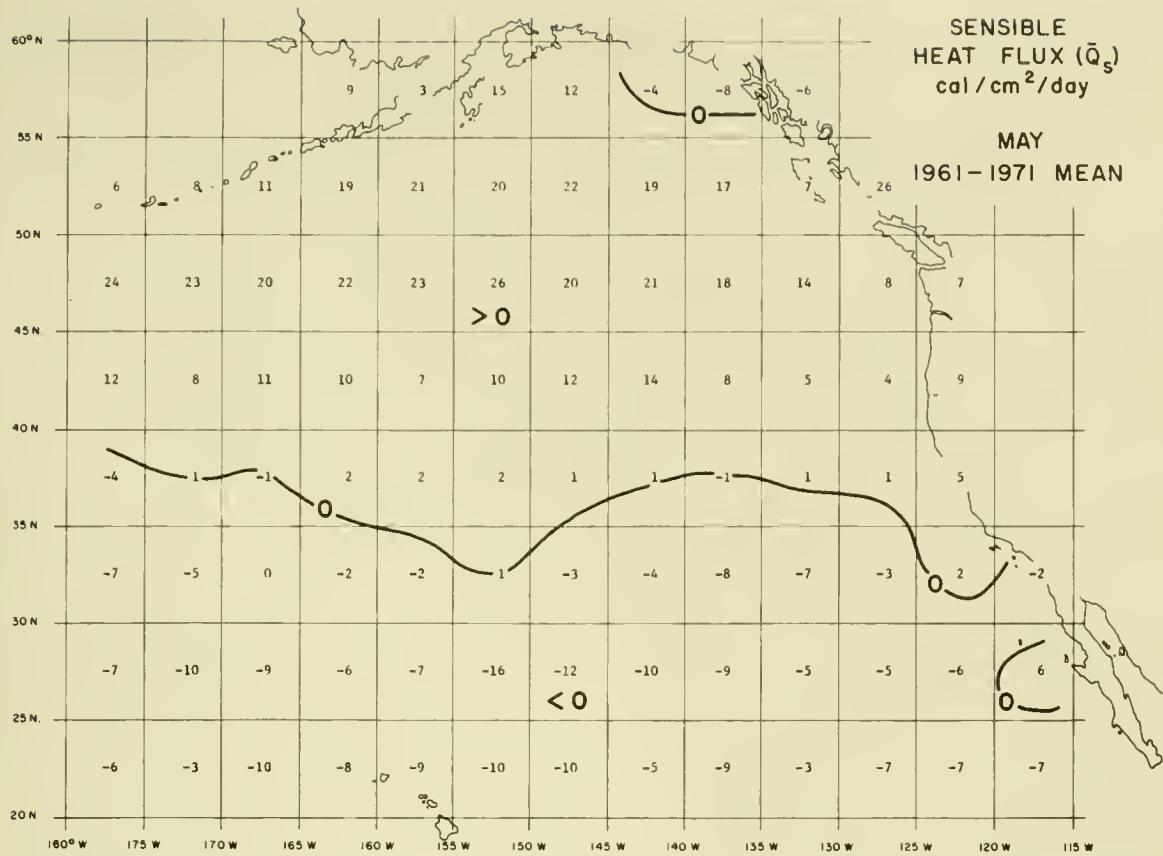 SENSIBLE
HEAT FLUX (Q̄s)
cal/cm²/day
MAY
1961–1971 MEAN
60° N
9 3 15 12 -4 -8 -6
0
55 N
6 8 11 19 21 20 22 19 17 7 26
50 N
24 23 20 22 23 26 20 21 18 14 8 7
>0
45 N
12 8 11 10 7 10 12 14 8 5 4 9
40 N
-4 1 -1 2 2 2 1 1 -1 1 1 5
0
35 N
-7 -5 0 -2 -2 1 -3 -4 -8 -7 -3 2 -2
0
30 N
-7 -10 -9 -6 -7 -16 -12 -10 -9 -5 -5 -6 6
<0
0
25 N.
-6 -3 -10 -8 -9 -10 -10 -5 -9 -3 -7 -7 -7
20 N
180° W 175 W 170 W 165 W 160 W 155 W 150 W 145 W 140 W 135 W 130 W 125 W 120 W 115 W